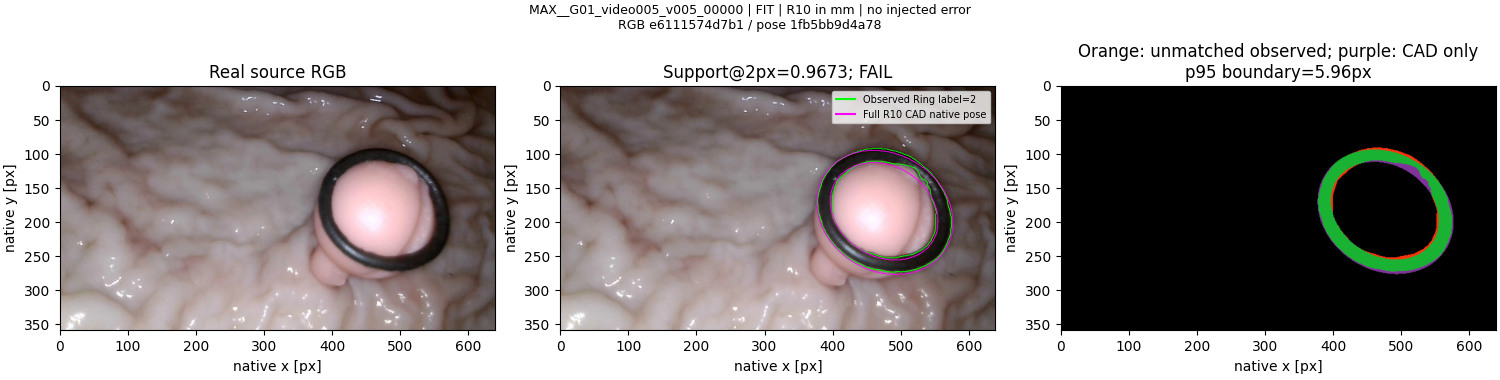 MAX__G01_video005_v005_00000 | FIT | R10 in mm | no injected error
RGB e6111574d7b1 / pose 1fb5bb9d4a78
Real source RGB
0
50
100
150
200
250
300
350
native y [px]
0 100 200 300 400 500 600
native x [px]
Support@2px=0.9673; FAIL
Observed Ring label=2
Full R10 CAD native pose
0
50
100
150
200
250
300
350
native y [px]
0 100 200 300 400 500 600
native x [px]
Orange: unmatched observed; purple: CAD only
p95 boundary=5.96px
0
50
100
150
200
250
300
350
native y [px]
0 100 200 300 400 500 600
native x [px]